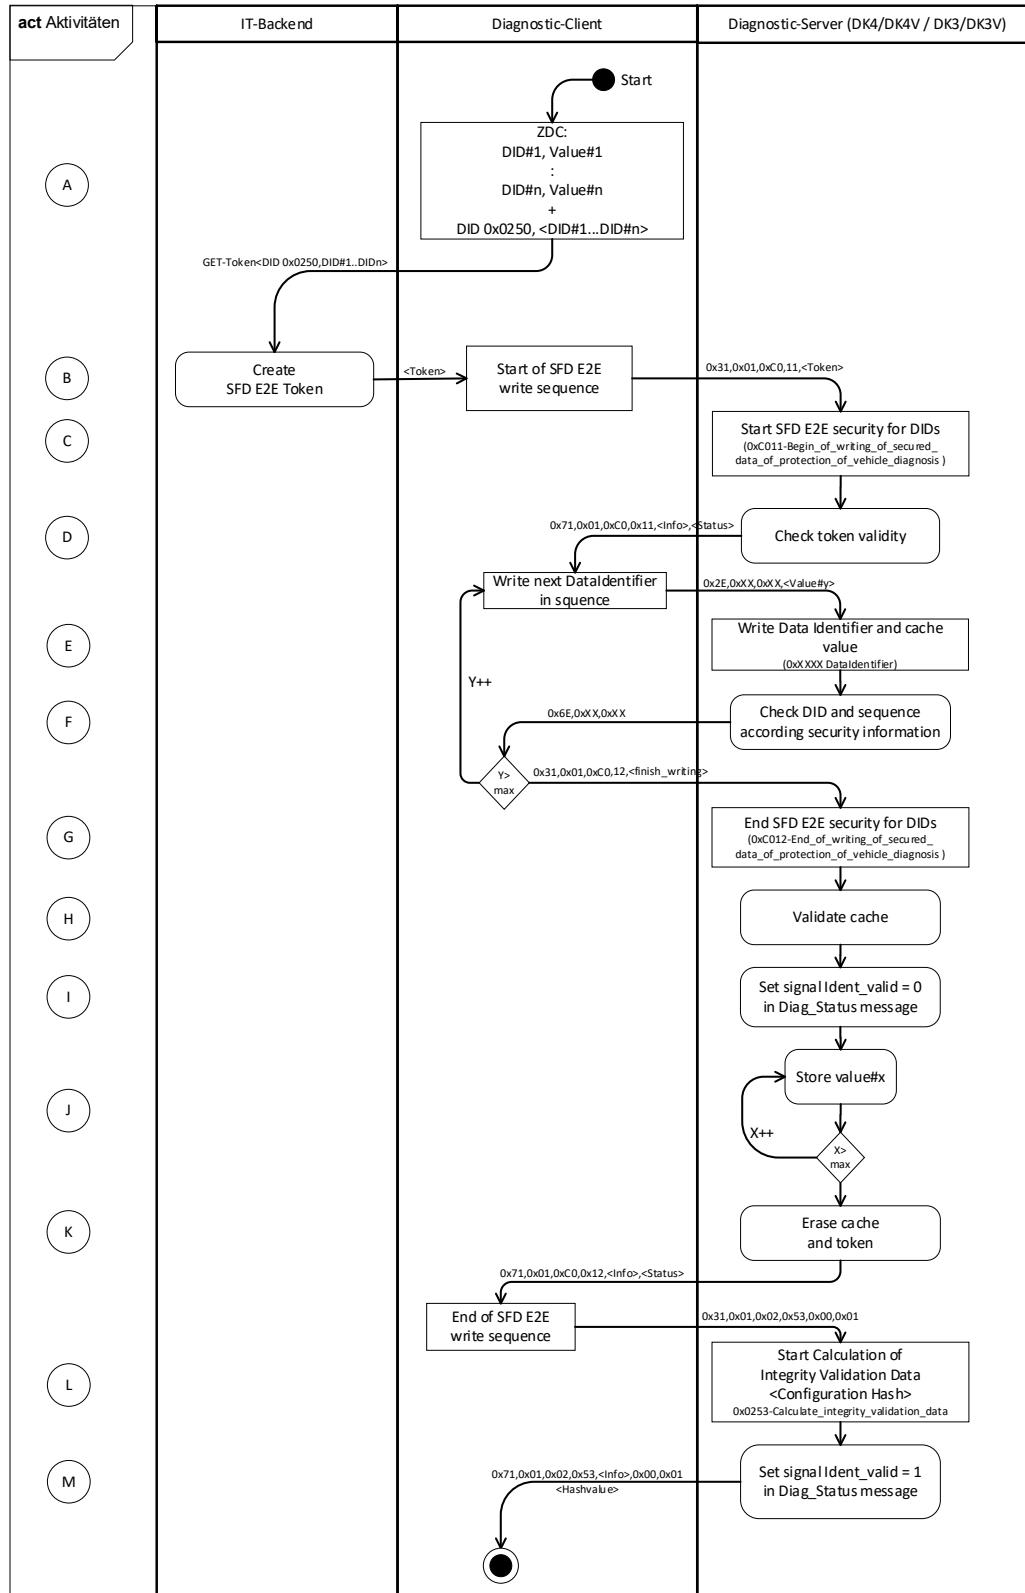 act Aktivitäten
IT-Backend
Diagnostic-Client
Diagnostic-Server (DK4/DK4V / DK3/DK3V)
Start
A
ZDC:
DID#1, Value#1
:
DID#n, Value#n
+
DID 0x0250, <DID#1...DID#n>
GET-Token<DID 0x0250,DID#1..DIDn>
B
Create
SFD E2E Token
<Token>
Start of SFD E2E
write sequence
0x31,0x01,0xC0,11,<Token>
C
Start SFD E2E security for DIDs
(0xC011-Begin_of_writing_of_secured_
data_of_protection_of_vehicle_diagnosis )
D
0x71,0x01,0xC0,0x11,<Info>,<Status>
Check token validity
Write next DataIdentifier
in squence
0x2E,0xXX,0xXX,<Value#y>
E
Write Data Identifier and cache
value
(0xXXXX DataIdentifier)
Y++
F
0x6E,0xXX,0xXX
Check DID and sequence
according security information
Y>
max
0x31,0x01,0xC0,12,<finish_writing>
G
End SFD E2E security for DIDs
(0xC012-End_of_writing_of_secured_
data_of_protection_of_vehicle_diagnosis )
H
Validate cache
I
Set signal Ident_valid = 0
in Diag_Status message
J
Store value#x
X++
X>
max
K
Erase cache
and token
0x71,0x01,0xC0,0x12,<Info>,<Status>
End of SFD E2E
write sequence
0x31,0x01,0x02,0x53,0x00,0x01
L
Start Calculation of
Integrity Validation Data
<Configuration Hash>
0x0253-Calculate_integrity_validation_data
M
0x71,0x01,0x02,0x53,<Info>,0x00,0x01
<Hashvalue>
Set signal Ident_valid = 1
in Diag_Status message